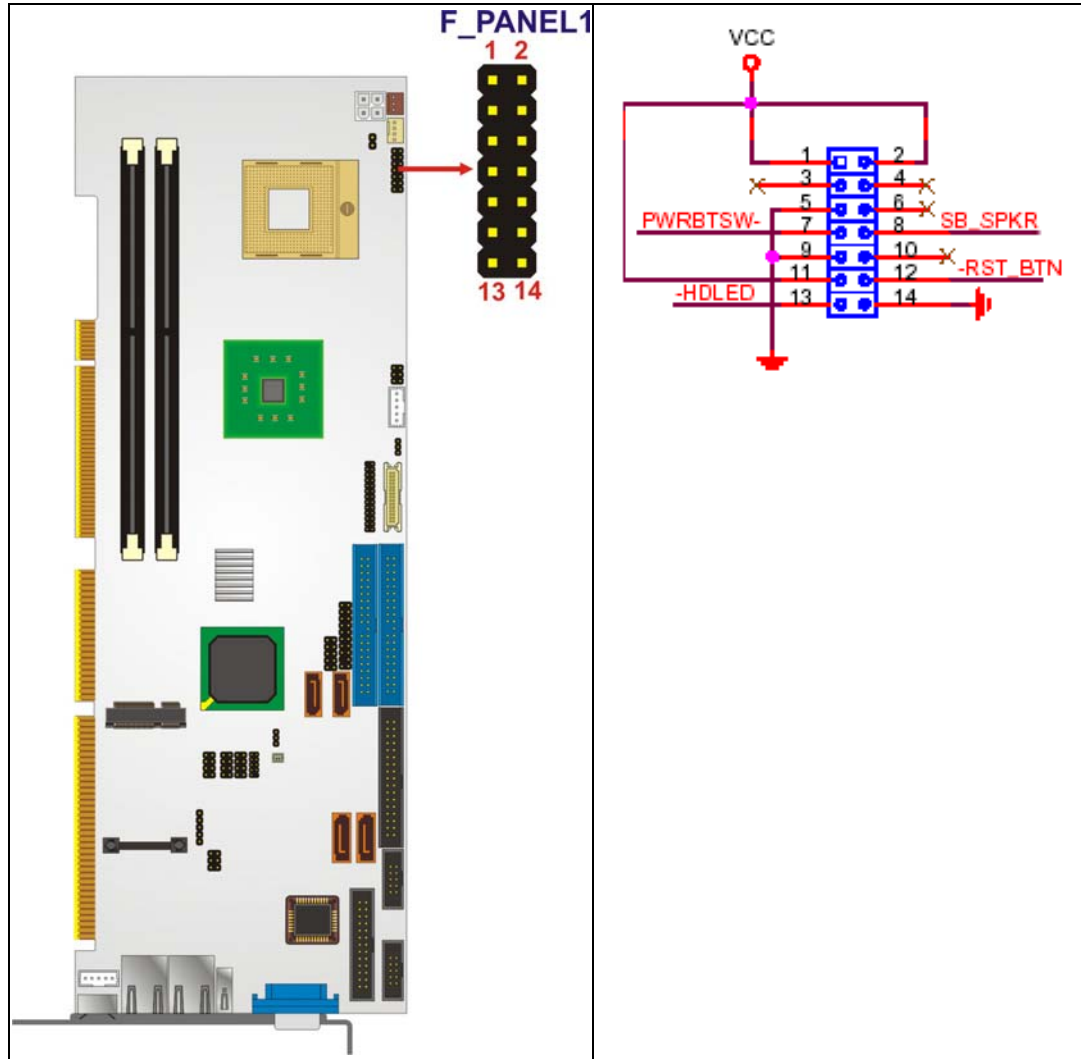 F_PANEL1
1 2
13 14
VCC
1 2
3 4
5 6
PWRBTSW- 7 8 SB_SPKR
9 10
11 12 -RST_BTN
-HDLED 13 14